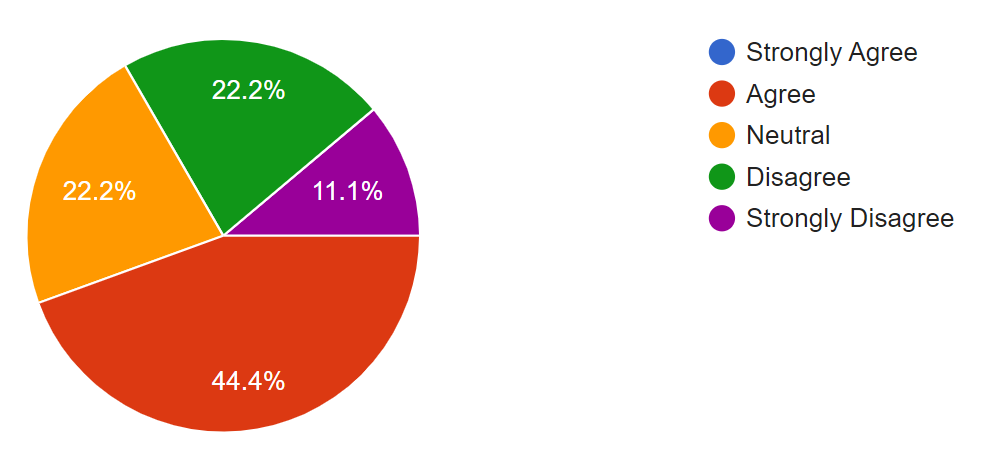 22.2%
22.2%
11.1%
44.4%
Strongly Agree
Agree
Neutral
Disagree
Strongly Disagree